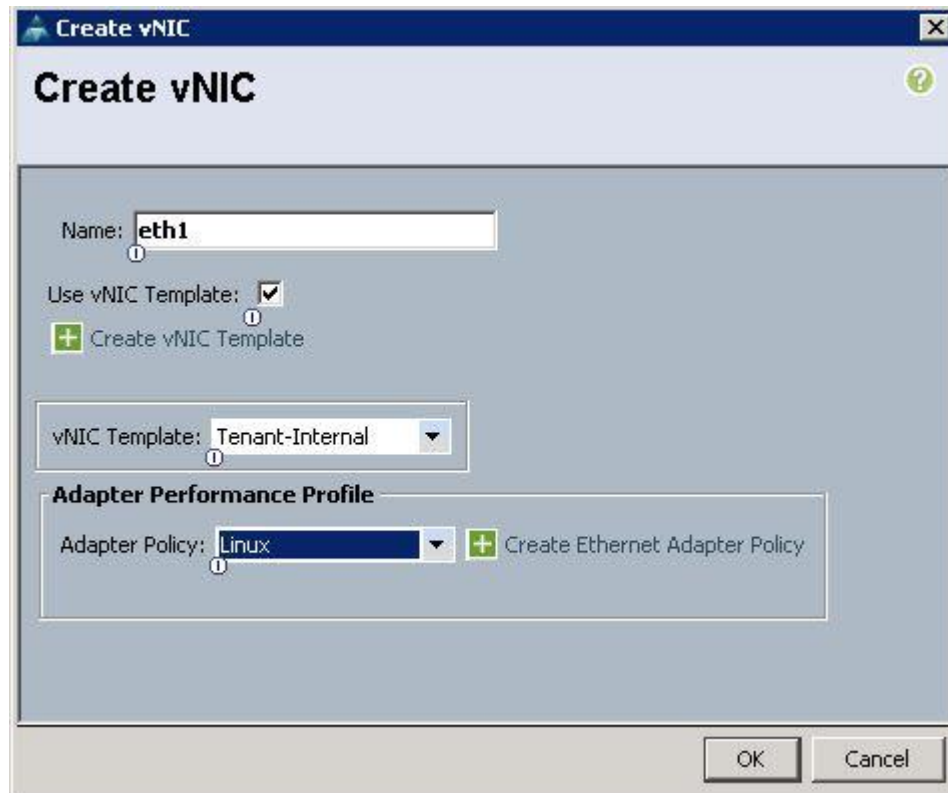 Create vNIC
Create vNIC
Name: eth1
Use vNIC Template:
Create vNIC Template
vNIC Template: Tenant-Internal
Adapter Performance Profile
Adapter Policy: Linux
Create Ethernet Adapter Policy
OK
Cancel